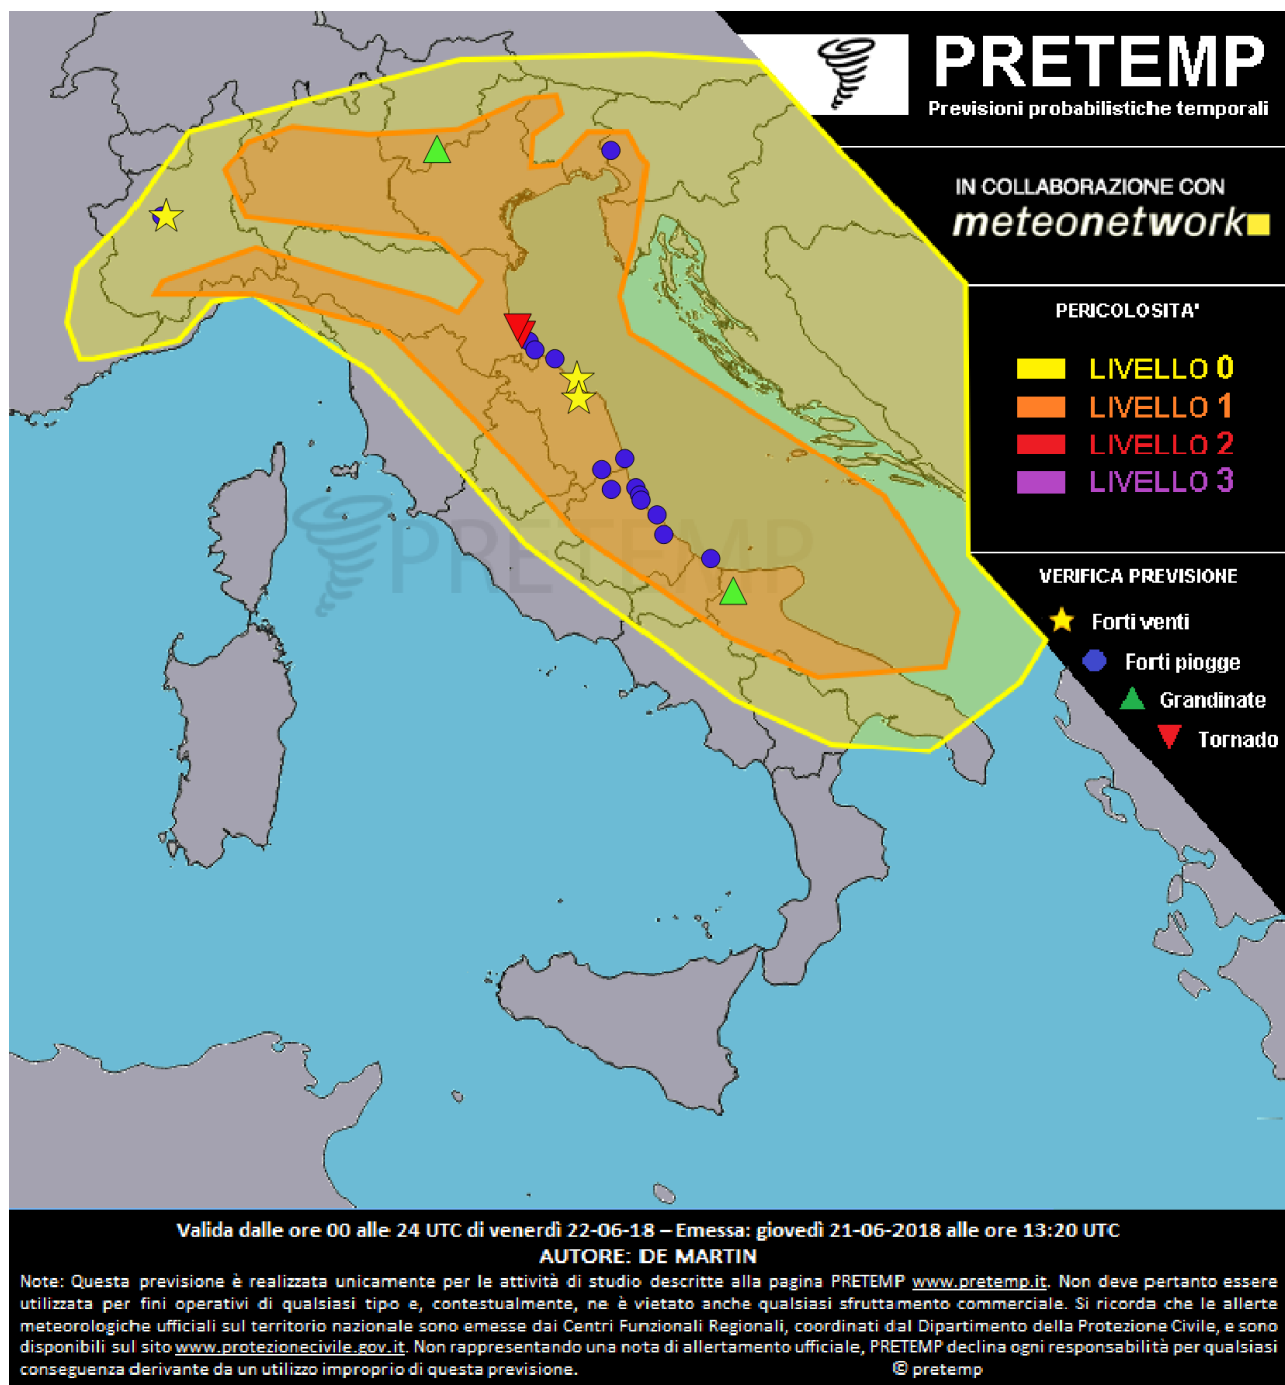 PRETEMP
Previsioni probabilistiche temporali
IN COLLABORAZIONE CON
meteonetwork
PERICOLOSITA'
LIVELLO 0
LIVELLO 1
LIVELLO 2
LIVELLO 3
PRETEMP
VERIFICA PREVISIONE
Forti venti
Forti piogge
Grandinate
Tornado
Valida dalle ore 00 alle 24 UTC di venerdì 22-06-18 – Emessa: giovedì 21-06-2018 alle ore 13:20 UTC
AUTORE: DE MARTIN
Note: Questa previsione è realizzata unicamente per le attività di studio descritte alla pagina PRETEMP www.pretemp.it. Non deve pertanto essere
utilizzata per fini operativi di qualsiasi tipo e, contestualmente, ne è vietato anche qualsiasi sfruttamento commerciale. Si ricorda che le allerte
meteorologiche ufficiali sul territorio nazionale sono emesse dai Centri Funzionali Regionali, coordinati dal Dipartimento della Protezione Civile, e sono
disponibili sul sito www.protezionecivile.gov.it. Non rappresentando una nota di allertamento ufficiale, PRETEMP declina ogni responsabilità per qualsiasi
conseguenza derivante da un utilizzo improprio di questa previsione. © pretemp